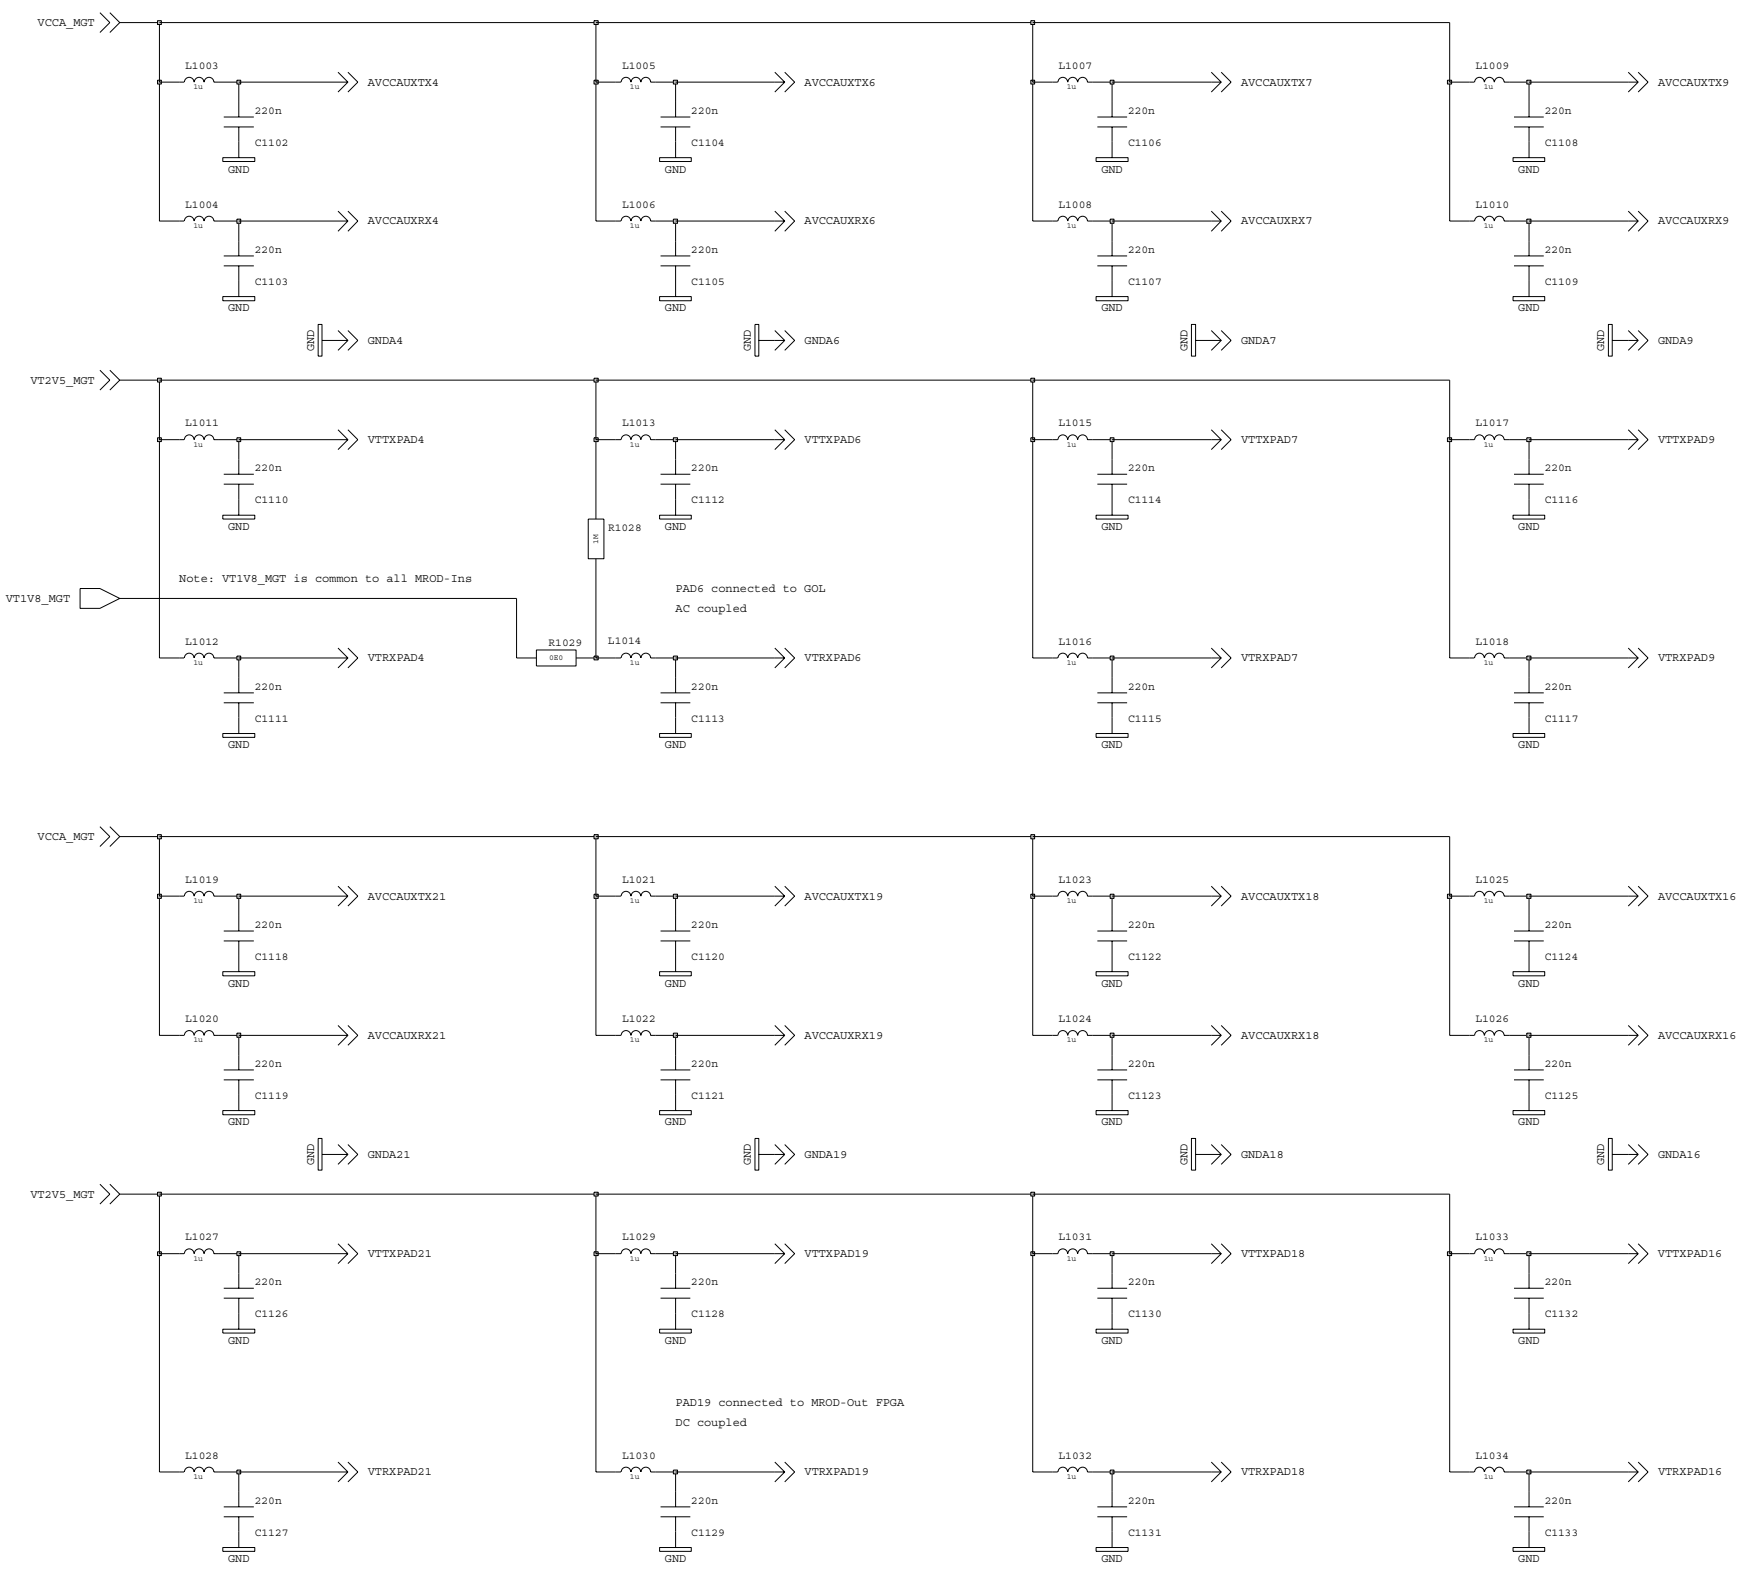 VCCA_MGT
L1003 L1005 L1007 L1009
1u AVCCAUXTX4 1u AVCCAUXTX6 1u AVCCAUXTX7 1u AVCCAUXTX9
220n 220n 220n 220n
C1102 C1104 C1106 C1108
GND GND GND GND
L1004 L1006 L1008 L1010
1u AVCCAUXRX4 1u AVCCAUXRX6 1u AVCCAUXRX7 1u AVCCAUXRX9
220n 220n 220n 220n
C1103 C1105 C1107 C1109
GND GND GND GND
GND GNDA4 GND GNDA6 GND GNDA7 GND GNDA9
VT2V5_MGT
L1011 L1013 L1015 L1017
1u VTTXPAD4 1u VTTXPAD6 1u VTTXPAD7 1u VTTXPAD9
220n 220n 220n 220n
C1110 C1112 C1114 C1116
GND GND GND GND
1M R1028
Note: VT1V8_MGT is common to all MROD-Ins
PAD6 connected to GOL
VT1V8_MGT
AC coupled
L1012 R1029 L1014 L1016 L1018
1u VTRXPAD4 0E0 1u VTRXPAD6 1u VTRXPAD7 1u VTRXPAD9
220n 220n 220n 220n
C1111 C1113 C1115 C1117
GND GND GND GND
VCCA_MGT
L1019 L1021 L1023 L1025
1u AVCCAUXTX21 1u AVCCAUXTX19 1u AVCCAUXTX18 1u AVCCAUXTX16
220n 220n 220n 220n
C1118 C1120 C1122 C1124
GND GND GND GND
L1020 L1022 L1024 L1026
1u AVCCAUXRX21 1u AVCCAUXRX19 1u AVCCAUXRX18 1u AVCCAUXRX16
220n 220n 220n 220n
C1119 C1121 C1123 C1125
GND GND GND GND
GND GNDA21 GND GNDA19 GND GNDA18 GND GNDA16
VT2V5_MGT
L1027 L1029 L1031 L1033
1u VTTXPAD21 1u VTTXPAD19 1u VTTXPAD18 1u VTTXPAD16
220n 220n 220n 220n
C1126 C1128 C1130 C1132
GND GND GND GND
PAD19 connected to MROD-Out FPGA
DC coupled
L1028 L1030 L1032 L1034
1u VTRXPAD21 1u VTRXPAD19 1u VTRXPAD18 1u VTRXPAD16
220n 220n 220n 220n
C1127 C1129 C1131 C1133
GND GND GND GND